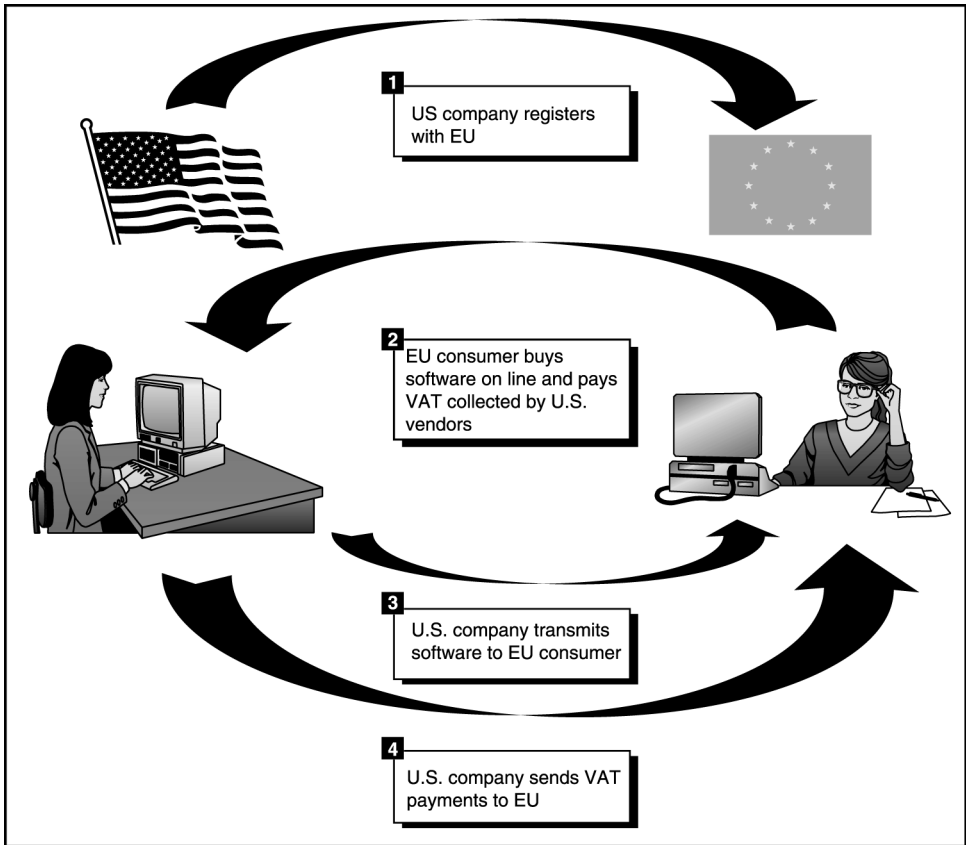 1
US company registers
with EU
2
EU consumer buys
software on line and pays
VAT collected by U.S.
vendors
3
U.S. company transmits
software to EU consumer
4
U.S. company sends VAT
payments to EU